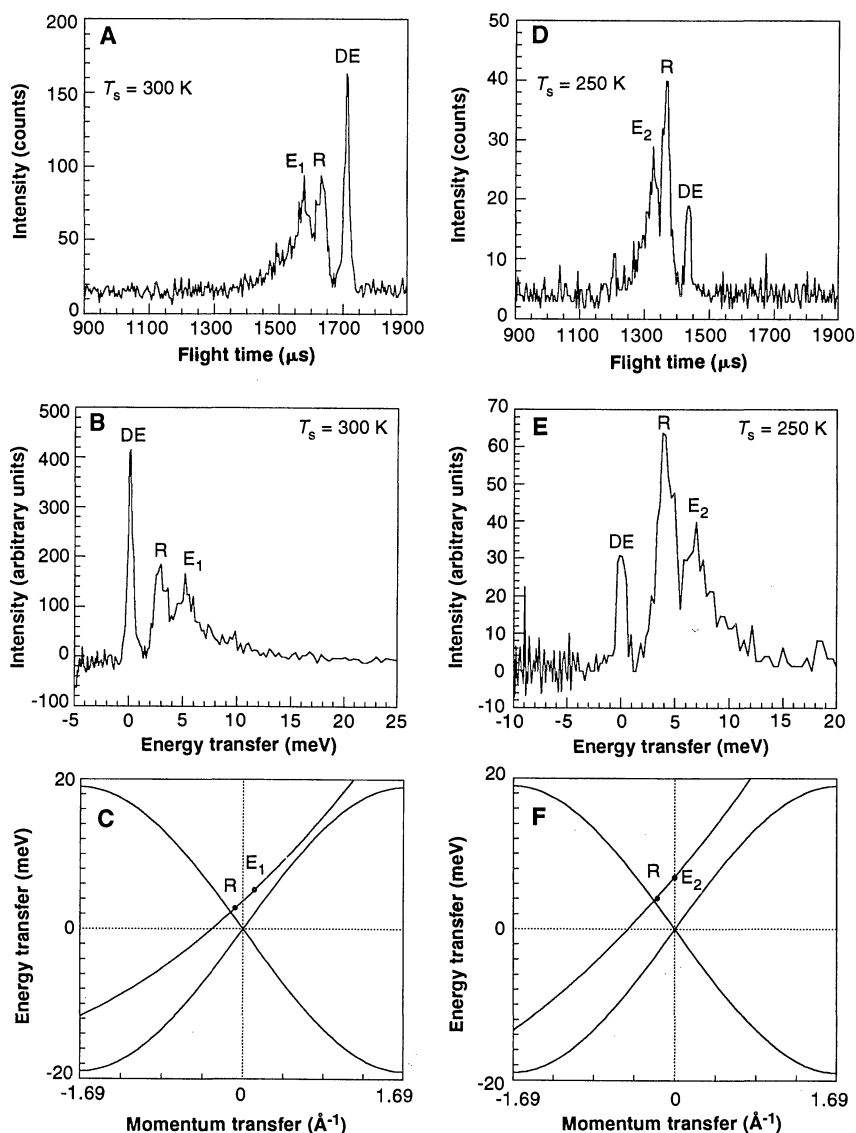 A
T_s = 300 K
DE
E_1
R
Intensity (counts)
200
150
100
50
0
900 1100 1300 1500 1700 1900
Flight time (μs)
D
T_s = 250 K
R
E_2
DE
Intensity (counts)
50
40
30
20
10
0
900 1100 1300 1500 1700 1900
Flight time (μs)
B
T_s = 300 K
DE
R
E_1
Intensity (arbitrary units)
500
400
300
200
100
0
-100
-5 0 5 10 15 20 25
Energy transfer (meV)
E
T_s = 250 K
R
E_2
DE
Intensity (arbitrary units)
70
60
50
40
30
20
10
0
-10
-10 -5 0 5 10 15 20
Energy transfer (meV)
C
E_1
R
Energy transfer (meV)
20
0
-20
-1.69 0 1.69
Momentum transfer (Å⁻¹)
F
R
E_2
Energy transfer (meV)
20
0
-20
-1.69 0 1.69
Momentum transfer (Å⁻¹)